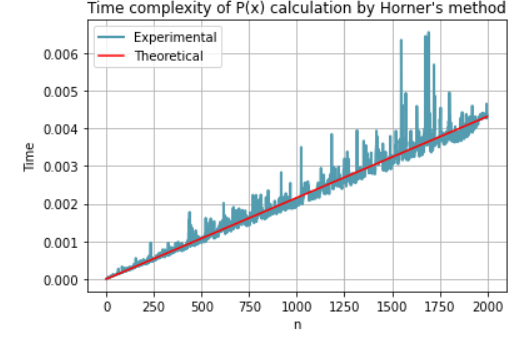 Time complexity of P(x) calculation by Horner's method
Experimental
Theoretical
0.006
0.005
0.004
0.003
0.002
0.001
0.000
Time
0 250 500 750 1000 1250 1500 1750 2000
n